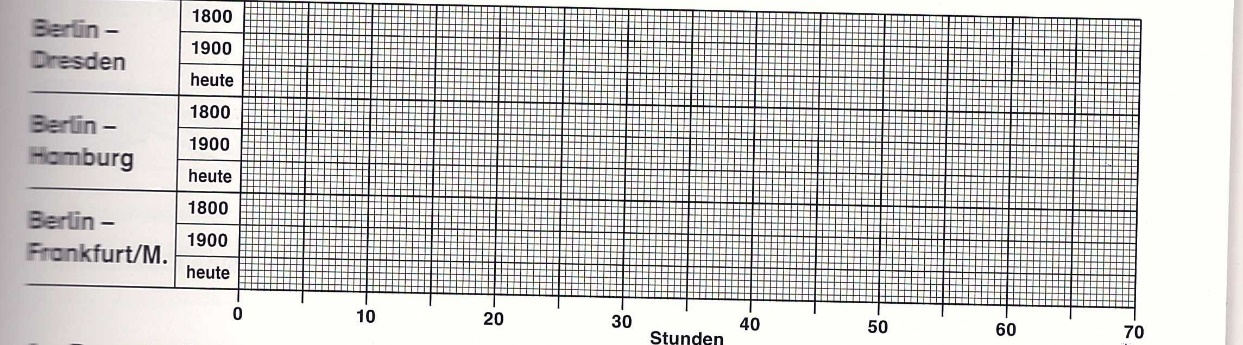 Berlin –
Dresden
1800
1900
heute
Berlin –
Hamburg
1800
1900
heute
Berlin –
Frankfurt/M.
1800
1900
heute
0 10 20 30 40 50 60 70
Stunden